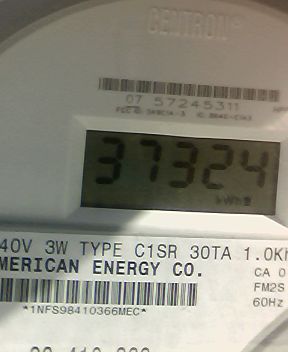 CENTRON®
07 57245311
37324
kWh
40V 3W TYPE C1SR 30TA 1.0Kh
MERICAN ENERGY CO.
CA 0
FM2S
60Hz
*1NFS98410366MEC*